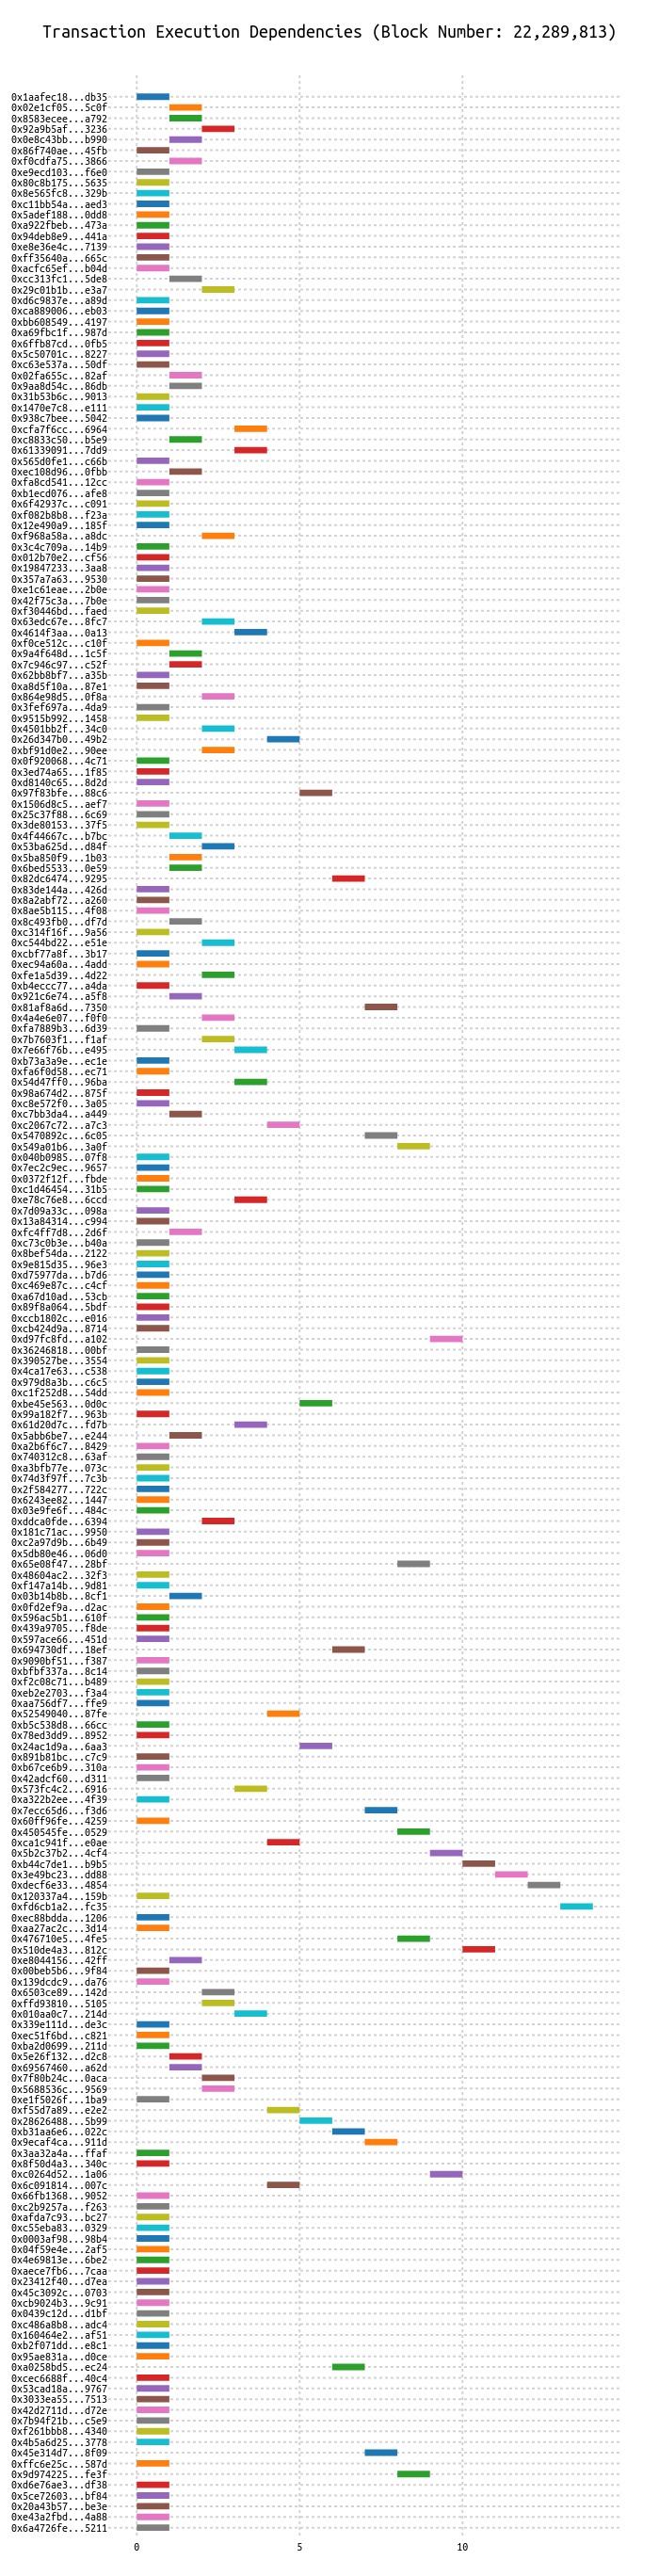 Transaction Execution Dependencies (Block Number: 22,289,813)
0x1aafec18...db35
0x02e1cf05...5c0f
0x8583ecee...a792
0x92a9b5af...3236
0x0e8c43bb...b990
0x86f740ae...45fb
0xf0cdfa75...3866
0xe9ecd103...f6e0
0x80c8b175...5635
0x8e565fc8...329b
0xc11bb54a...aed3
0x5adef188...0dd8
0xa922fbeb...473a
0x94deb8e9...441a
0xe8e36e4c...7139
0xff35640a...665c
0xacfc65ef...b04d
0xcc313fc1...5de8
0x29c01b1b...e3a7
0xd6c9837e...a89d
0xca889006...eb03
0xbb608549...4197
0xa69fbc1f...987d
0x6ffb87cd...0fb5
0x5c50701c...8227
0xc63e537a...50df
0x02fa655c...82af
0x9aa8d54c...86db
0x31b53b6c...9013
0x1470e7c8...e111
0x938c7bee...5042
0xcfa7f6cc...6964
0xc8833c50...b5e9
0x61339091...7dd9
0x565d0fe1...c66b
0xec108d96...0fbb
0xfa8cd541...12cc
0xb1ecd076...afe8
0x6f42937c...c091
0xf082b8b8...f23a
0x12e490a9...185f
0xf968a58a...a8dc
0x3c4c709a...14b9
0x012b70e2...cf56
0x19847233...3aa8
0x357a7a63...9530
0xe1c61eae...2b0e
0x42f75c3a...7b0e
0xf30446bd...faed
0x63edc67e...8fc7
0x4614f3aa...0a13
0xf0ce512c...c10f
0x9a4f648d...1c5f
0x7c946c97...c52f
0x62bb8bf7...a35b
0xa8d5f10a...87e1
0x864e98d5...0f8a
0x3fef697a...4da9
0x9515b992...1458
0x4501bb2f...34c0
0x26d347b0...49b2
0xbf91d0e2...90ee
0x0f920068...4c71
0x3ed74a65...1f85
0xd8140c65...8d2d
0x97f83bfe...88c6
0x1506d8c5...aef7
0x25c37f88...6c69
0x3de80153...37f5
0x4f44667c...b7bc
0x53ba625d...d84f
0x5ba850f9...1b03
0x6bed5533...0e59
0x82dc6474...9295
0x83de144a...426d
0x8a2abf72...a260
0x8ae5b115...4f08
0x8c493fb0...df7d
0xc314f16f...9a56
0xc544bd22...e51e
0xcbf77a8f...3b17
0xec94a60a...4add
0xfe1a5d39...4d22
0xb4eccc77...a4da
0x921c6e74...a5f8
0x81af8a6d...7350
0x4a4e6e07...f0f0
0xfa7889b3...6d39
0x7b7603f1...f1af
0x7e66f76b...e495
0xb73a3a9e...ec1e
0xfa6f0d58...ec71
0x54d47ff0...96ba
0x98a674d2...875f
0xc8e572f0...3a05
0xc7bb3da4...a449
0xc2067c72...a7c3
0x5470892c...6c05
0x549a01b6...3a0f
0x040b0985...07f8
0x7ec2c9ec...9657
0x0372f12f...fbde
0xc1d46454...31b5
0xe78c76e8...6ccd
0x7d09a33c...098a
0x13a84314...c994
0xfc4ff7d8...2d6f
0xc73c0b3e...b40a
0x8bef54da...2122
0x9e815d35...96e3
0xd75977da...b7d6
0xc469e87c...c4cf
0xa67d10ad...53cb
0x89f8a064...5bdf
0xccb1802c...e016
0xcb424d9a...8714
0xd97fc8fd...a102
0x36246818...00bf
0x390527be...3554
0x4ca17e63...c538
0x979d8a3b...c6c5
0xc1f252d8...54dd
0xbe45e563...0d0c
0x99a182f7...963b
0x61d20d7c...fd7b
0x5abb6be7...e244
0xa2b6f6c7...8429
0x740312c8...63af
0xa3bfb77e...073c
0x74d3f97f...7c3b
0x2f584277...722c
0x6243ee82...1447
0x03e9fe6f...484c
0xddca0fde...6394
0x181c71ac...9950
0xc2a97d9b...6b49
0x5db80e46...06d0
0x65e08f47...28bf
0x48604ac2...32f3
0xf147a14b...9d81
0x03b14b8b...8cf1
0x0fd2ef9a...d2ac
0x596ac5b1...610f
0x439a9705...f8de
0x597ace66...451d
0x694730df...18ef
0x9090bf51...f387
0xbfbf337a...8c14
0xf2c08c71...b489
0xeb2e2703...f3a4
0xaa756df7...ffe9
0x52549040...87fe
0xb5c538d8...66cc
0x78ed3dd9...8952
0x24ac1d9a...6aa3
0x891b81bc...c7c9
0xb67ce6b9...310a
0x42adcf60...d311
0x573fc4c2...6916
0xa322b2ee...4f39
0x7ecc65d6...f3d6
0x60ff96fe...4259
0x450545fe...0529
0xca1c941f...e0ae
0x5b2c37b2...4cf4
0xb44c7de1...b9b5
0x3e49bc23...dd88
0xdecf6e33...4854
0x120337a4...159b
0xfd6cb1a2...fc35
0xec88bdda...1206
0xaa27ac2c...3d14
0x476710e5...4fe5
0x510de4a3...812c
0xe8044156...42ff
0x00beb5b6...9f84
0x139dcdc9...da76
0x6503ce89...142d
0xffd93810...5105
0x010aa0c7...214d
0x339e111d...de3c
0xec51f6bd...c821
0xba2d0699...211d
0x5e26f132...d2c8
0x69567460...a62d
0x7f80b24c...0aca
0x5688536c...9569
0xe1f5026f...1ba9
0xf55d7a89...e2e2
0x28626488...5b99
0xb31aa6e6...022c
0x9ecaf4ca...911d
0x3aa32a4a...ffaf
0x8f50d4a3...340c
0xc0264d52...1a06
0x6c091814...007c
0x66fb1368...9052
0xc2b9257a...f263
0xafda7c93...bc27
0xc55eba83...0329
0x0003af98...98b4
0x04f59e4e...2af5
0x4e69813e...6be2
0xaece7fb6...7caa
0x23412f40...d7ea
0x45c3092c...0703
0xcb9024b3...9c91
0x0439c12d...d1bf
0xc486a8b8...adc4
0x160464e2...af51
0xb2f071dd...e8c1
0x95ae831a...d0ce
0xa0258bd5...ec24
0xcec6688f...40c4
0x53cad18a...9767
0x3033ea55...7513
0x42d2711d...d72e
0x7b94f21b...c5e9
0xf261bbb8...4340
0x4b5a6d25...3778
0x45e314d7...8f09
0xffc6e25c...587d
0x9d974225...fe3f
0xd6e76ae3...df38
0x5ce72603...bf84
0x20a43b57...be3e
0xe43a2fbd...4a88
0x6a4726fe...5211
0 5 10